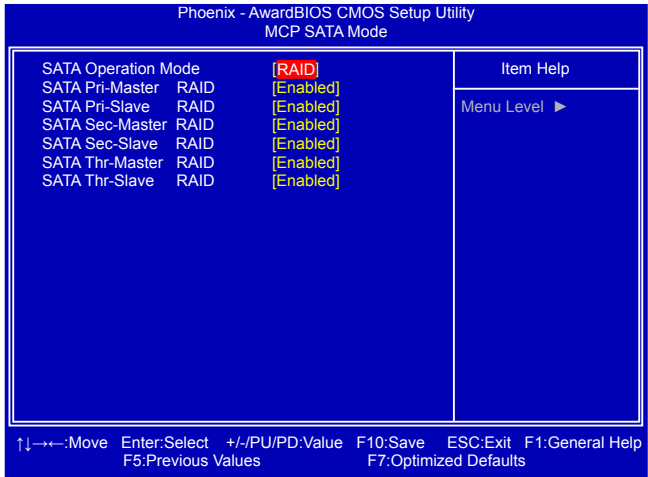 Phoenix - AwardBIOS CMOS Setup Utility
MCP SATA Mode
SATA Operation Mode [RAID]
SATA Pri-Master RAID [Enabled]
SATA Pri-Slave RAID [Enabled]
SATA Sec-Master RAID [Enabled]
SATA Sec-Slave RAID [Enabled]
SATA Thr-Master RAID [Enabled]
SATA Thr-Slave RAID [Enabled]
Item Help
Menu Level ►
↑↓→←:Move Enter:Select +/-/PU/PD:Value F10:Save ESC:Exit F1:General Help
F5:Previous Values F7:Optimized Defaults